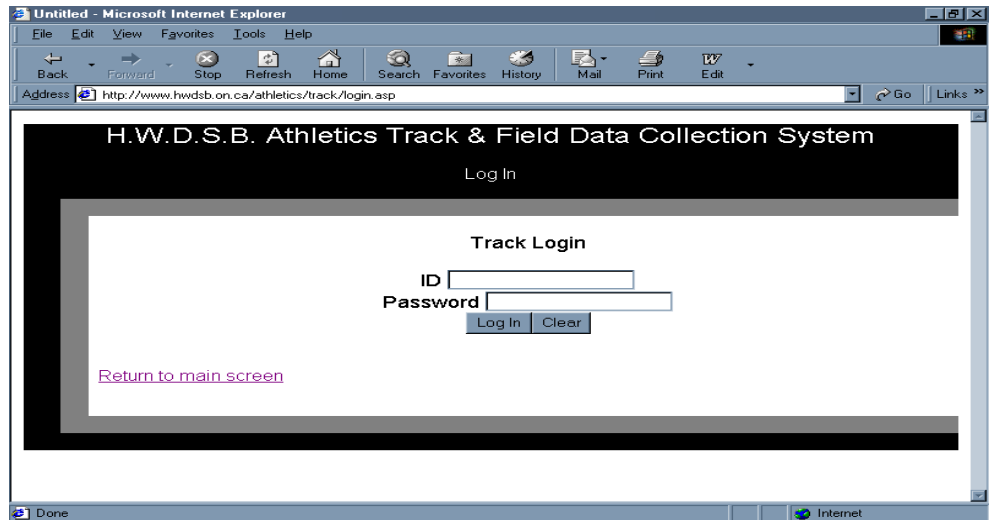 Untitled - Microsoft Internet Explorer
File Edit View Favorites Tools Help
Back Forward Stop Refresh Home Search Favorites History Mail Print Edit
Address http://www.hwdsb.on.ca/athletics/track/login.asp Go Links »
H.W.D.S.B. Athletics Track & Field Data Collection System
Log In
Track Login
ID
Password
Log In Clear
Return to main screen
Done Internet